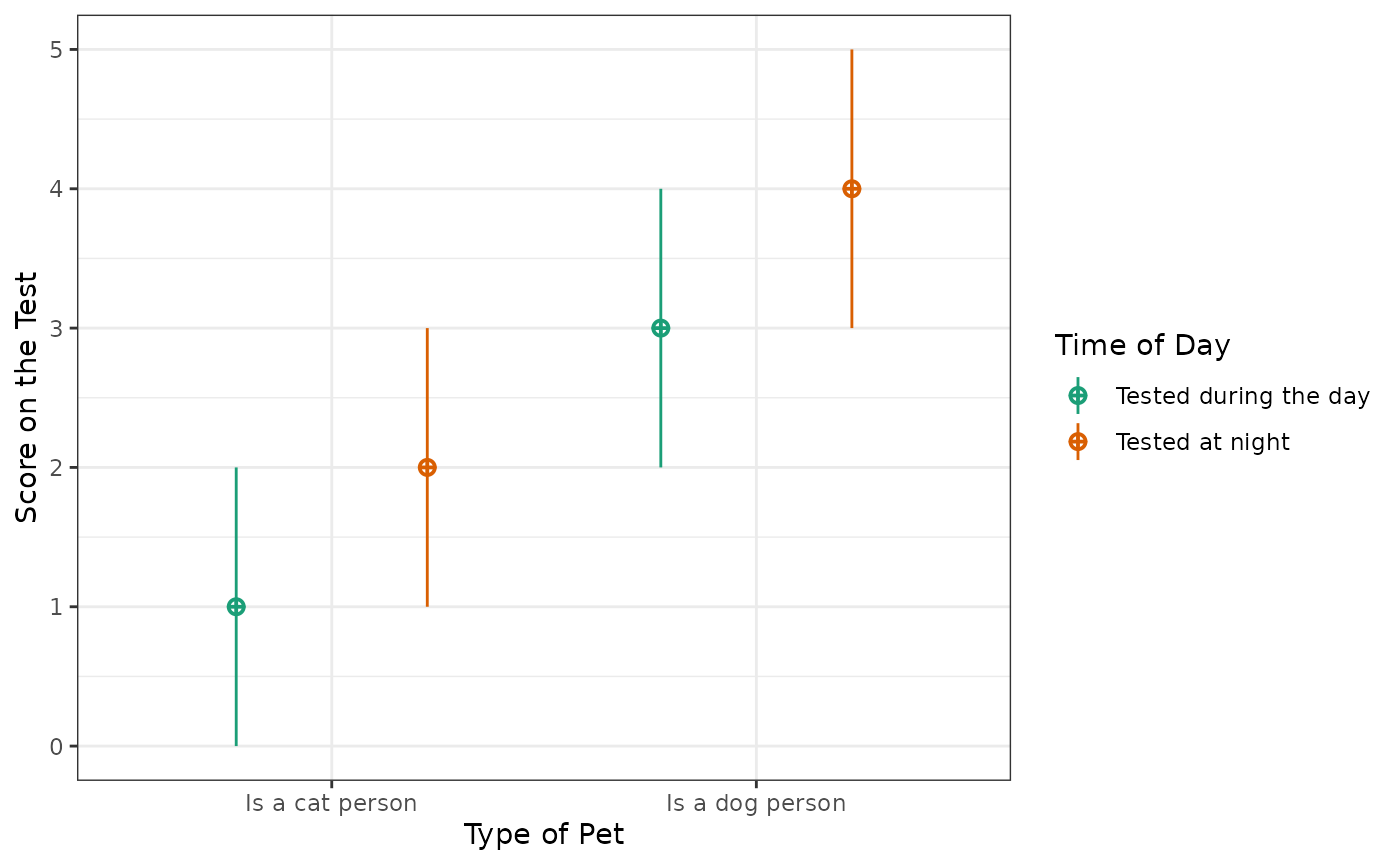 5
4
3
2
1
0
Score on the Test
Is a cat person
Is a dog person
Type of Pet
Time of Day
Tested during the day
Tested at night